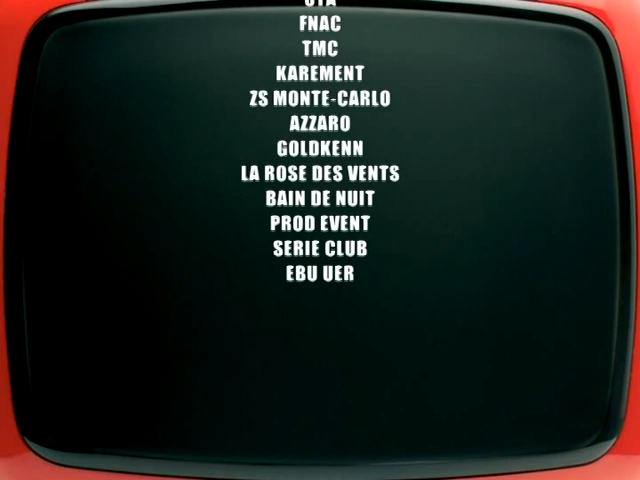 FNAC
TMC
KAREMENT
ZS MONTE-CARLO
AZZARO
GOLDKENN
LA ROSE DES VENTS
BAIN DE NUIT
PROD EVENT
SERIE CLUB
EBU UER